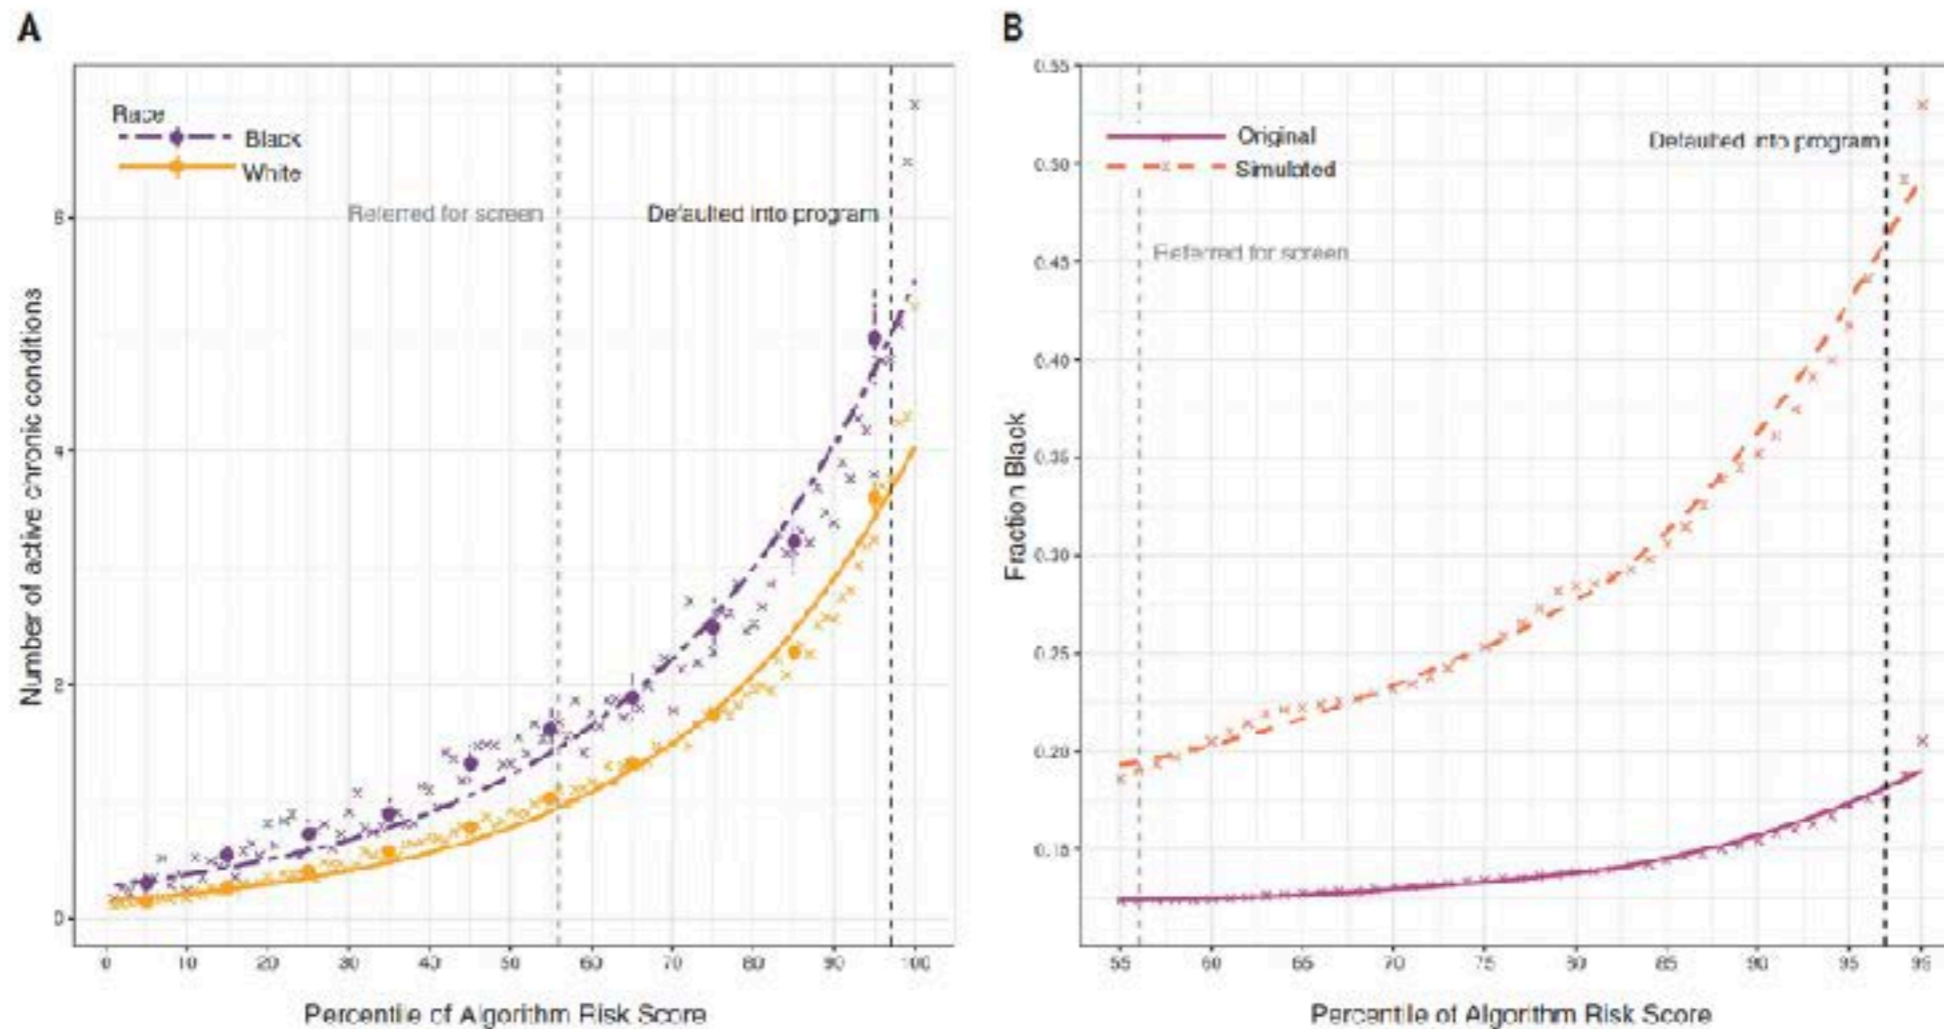 A
Race
Black
White
Referred for screen
Defaulted into program
Number of active chronic conditions
6
4
2
0
0 10 20 30 40 50 60 70 80 90 100
Percentile of Algorithm Risk Score
B
Original
Simulated
Defaulted into program
Referred for screen
Fraction Black
0.55
0.50
0.45
0.40
0.35
0.30
0.25
0.20
0.15
55 60 65 70 75 80 85 90 95
Percentile of Algorithm Risk Score